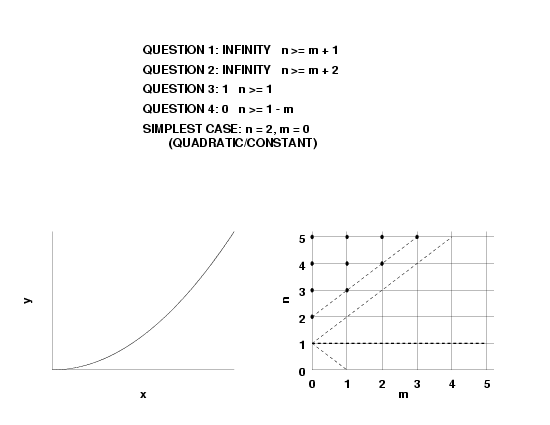 QUESTION 1: INFINITY n >= m + 1
QUESTION 2: INFINITY n >= m + 2
QUESTION 3: 1 n >= 1
QUESTION 4: 0 n >= 1 - m
SIMPLEST CASE: n = 2, m = 0
(QUADRATIC/CONSTANT)
y
x
5
4
3
2
1
0
n
0 1 2 3 4 5
m